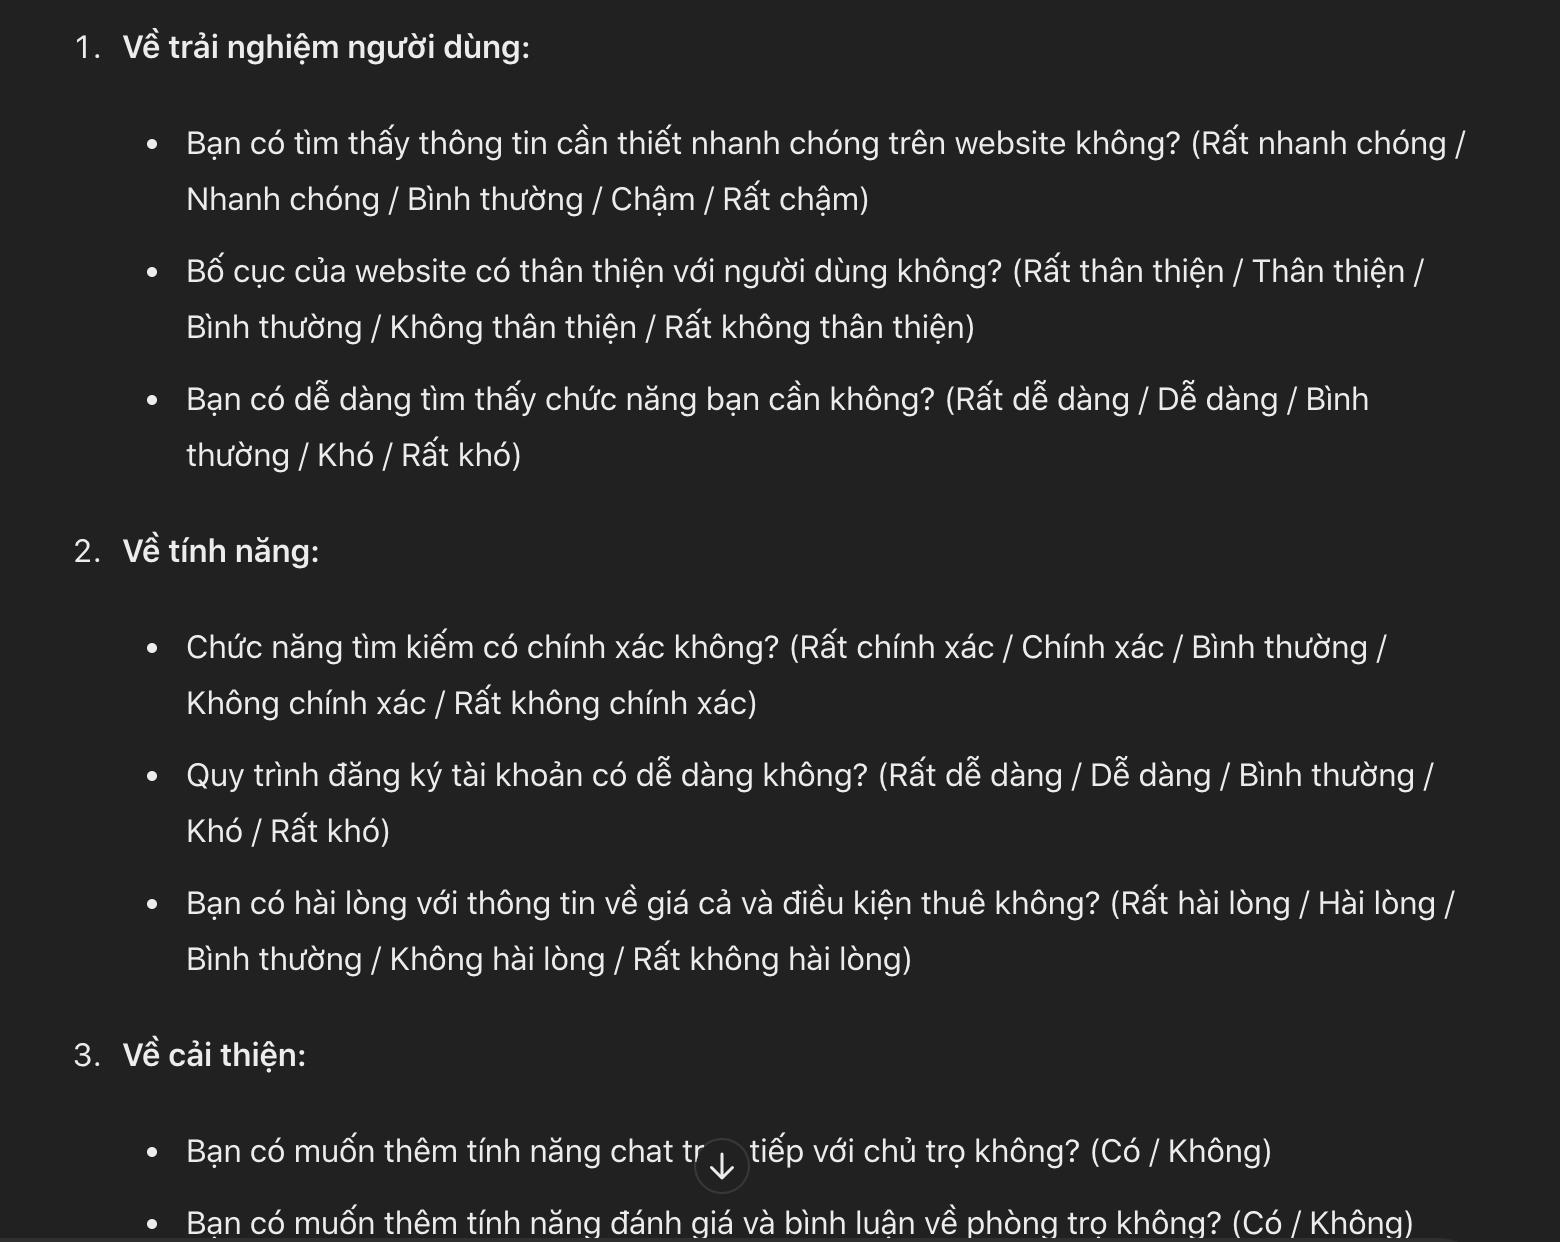 1. Về trải nghiệm người dùng:
• Bạn có tìm thấy thông tin cần thiết nhanh chóng trên website không? (Rất nhanh chóng /
Nhanh chóng / Bình thường / Chậm / Rất chậm)
• Bố cục của website có thân thiện với người dùng không? (Rất thân thiện / Thân thiện /
Bình thường / Không thân thiện / Rất không thân thiện)
• Bạn có dễ dàng tìm thấy chức năng bạn cần không? (Rất dễ dàng / Dễ dàng / Bình
thường / Khó / Rất khó)
2. Về tính năng:
• Chức năng tìm kiếm có chính xác không? (Rất chính xác / Chính xác / Bình thường /
Không chính xác / Rất không chính xác)
• Quy trình đăng ký tài khoản có dễ dàng không? (Rất dễ dàng / Dễ dàng / Bình thường /
Khó / Rất khó)
• Bạn có hài lòng với thông tin về giá cả và điều kiện thuê không? (Rất hài lòng / Hài lòng /
Bình thường / Không hài lòng / Rất không hài lòng)
3. Về cải thiện:
• Bạn có muốn thêm tính năng chat tiếp với chủ trọ không? (Có / Không)
• Bạn có muốn thêm tính năng đánh giá và bình luận về phòng trọ không? (Có / Không)